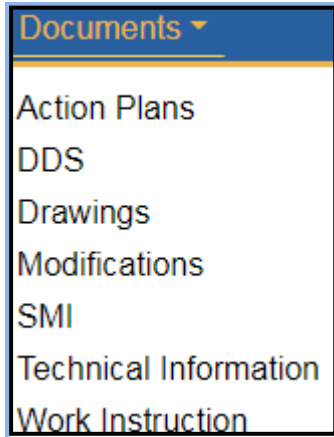 Documents
Action Plans
DDS
Drawings
Modifications
SMI
Technical Information
Work Instruction